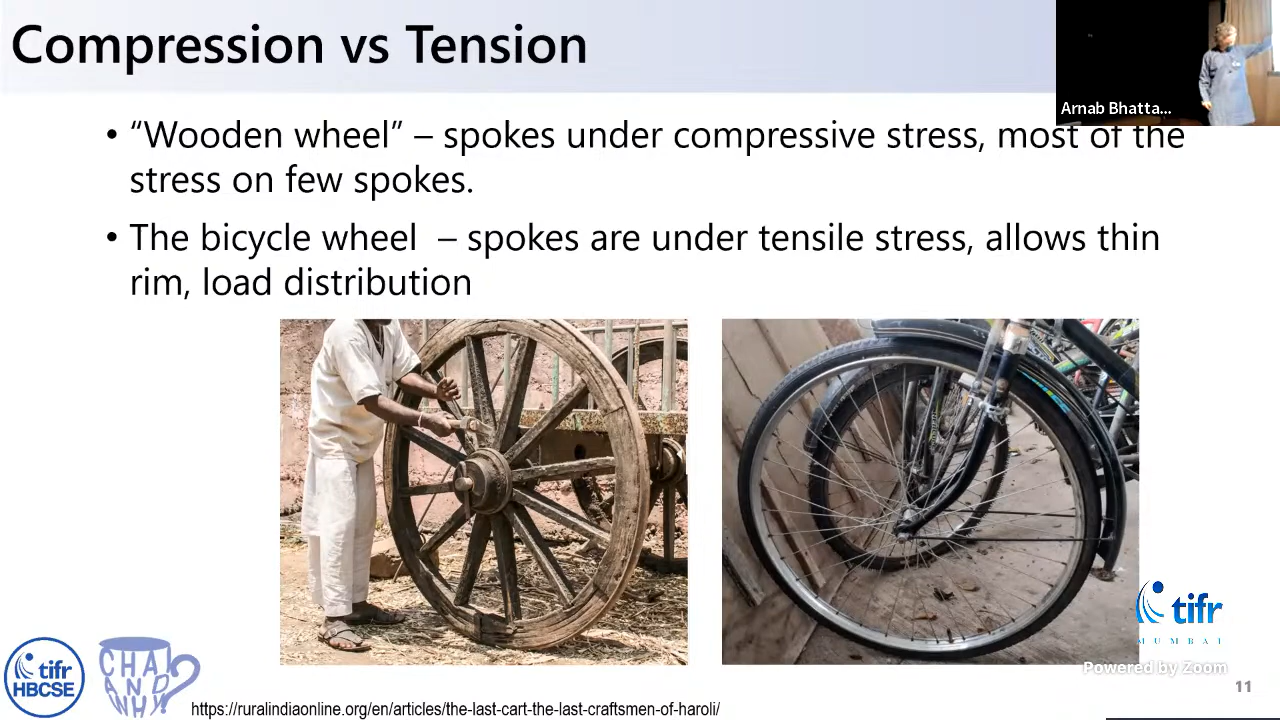 Compression vs Tension
Arnab Bhatta...
• “Wooden wheel” – spokes under compressive stress, most of the
stress on few spokes.
• The bicycle wheel – spokes are under tensile stress, allows thin
rim, load distribution
tifr
MUMBAI
Powered by Zoom
tifr
HBCSE
CHAI
AND
WHY?
https://ruralindiaonline.org/en/articles/the-last-cart-the-last-craftsmen-of-haroli/
11